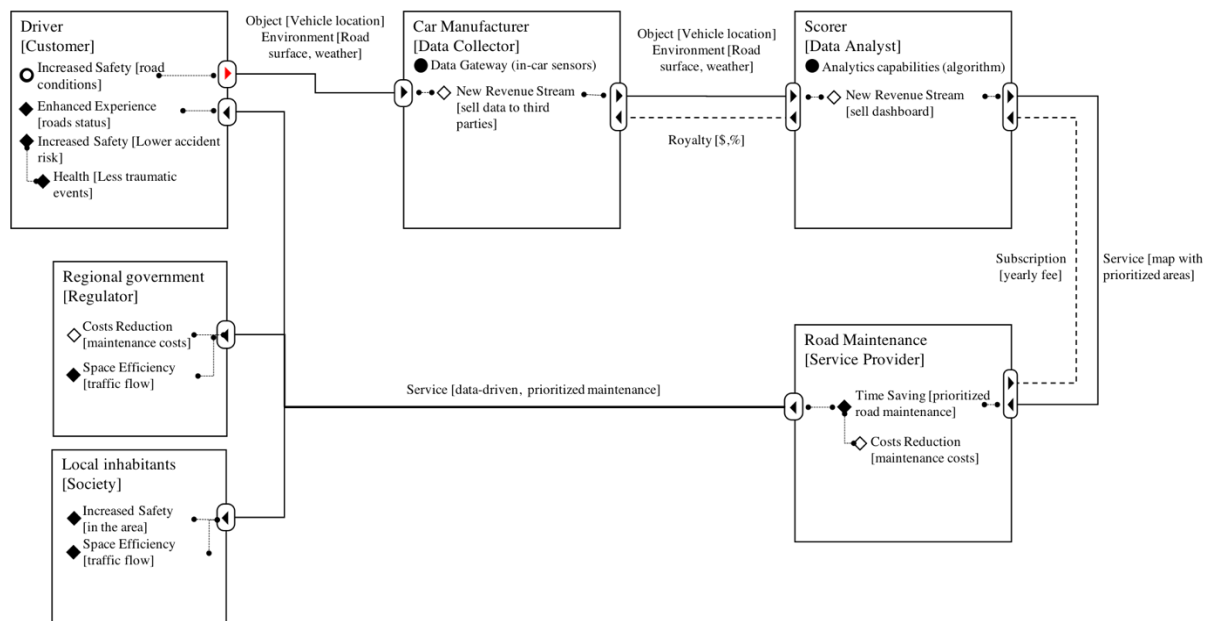 Driver
[Customer]
Increased Safety [road
conditions]
Enhanced Experience
[roads status]
Increased Safety [Lower accident
risk]
Health [Less traumatic
events]
Object [Vehicle location]
Environment [Road
surface, weather]
Car Manufacturer
[Data Collector]
Data Gateway (in-car sensors)
New Revenue Stream
[sell data to third
parties]
Object [Vehicle location]
Environment [Road
surface, weather]
Royalty [$,%]
Scorer
[Data Analyst]
Analytics capabilities (algorithm)
New Revenue Stream
[sell dashboard]
Subscription
[yearly fee]
Service [map with
prioritized areas]
Regional government
[Regulator]
Costs Reduction
[maintenance costs]
Space Efficiency
[traffic flow]
Service [data-driven, prioritized maintenance]
Road Maintenance
[Service Provider]
Time Saving [prioritized
road maintenance]
Costs Reduction
[maintenance costs]
Local inhabitants
[Society]
Increased Safety
[in the area]
Space Efficiency
[traffic flow]